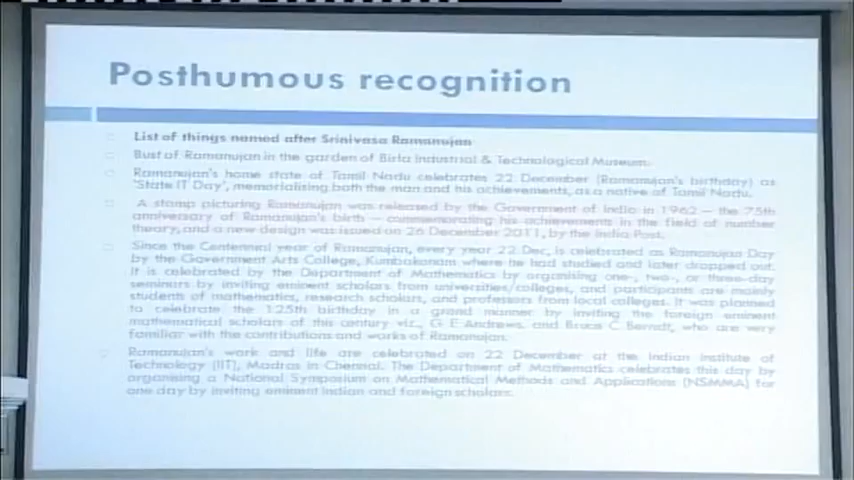 Posthumous recognition
List of things named after Srinivasa Ramanujan
Bust of Ramanujan in the garden of Birla Industrial & Technological Museum.
Ramanujan's home state of Tamil Nadu celebrates 22 December (Ramanujan's birthday) as
'State IT Day', memorialising both the man and his achievements, as a native of Tamil Nadu.
A stamp picturing Ramanujan was released by the Government of India in 1962 – the 75th
anniversary of Ramanujan's birth – commemorating his achievements in the field of number
theory, and a new design was issued on 26 December 2011, by the India Post.
Since the Centennial year of Ramanujan, every year 22 Dec, is celebrated as Ramanujan Day
by the Government Arts College, Kumbakonam where he had studied and later dropped out.
It is celebrated by the Department of Mathematics by organising one-, two-, or three-day
seminars by inviting eminent scholars from universities/colleges, and participants are mainly
students of mathematics, research scholars, and professors from local colleges. It was planned
to celebrate the 125th birthday in a grand manner by inviting the foreign eminent
mathematical scholars of this century viz., G E Andrews. and Bruce C Berndt, who are very
familiar with the contributions and works of Ramanujan.
Ramanujan's work and life are celebrated on 22 December at the Indian Institute of
Technology (IIT), Madras in Chennai. The Department of Mathematics celebrates this day by
organising a National Symposium on Mathematical Methods and Applications (NSMMA) for
one day by inviting eminent Indian and foreign scholars.